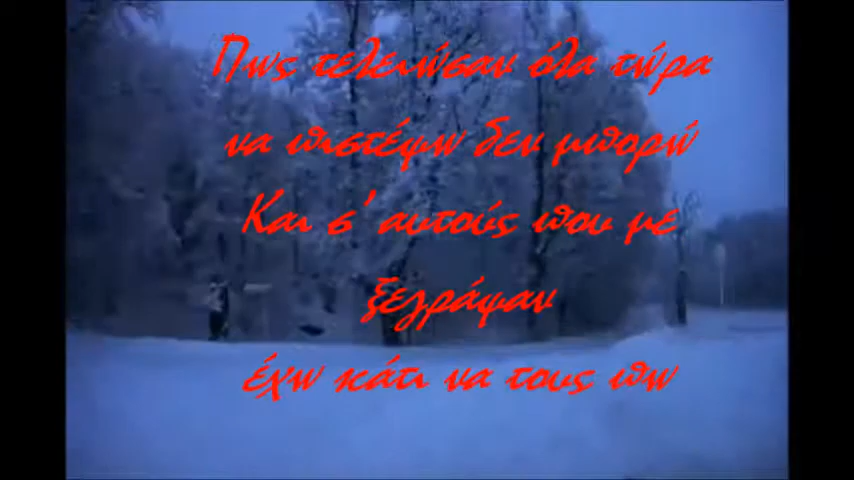 Πως τελειώσαν όλα τώρα
να πιστέψω δεν μπορώ
Και σ' αυτούς που με
ξεγράψαν
έχω κάτι να τους πω